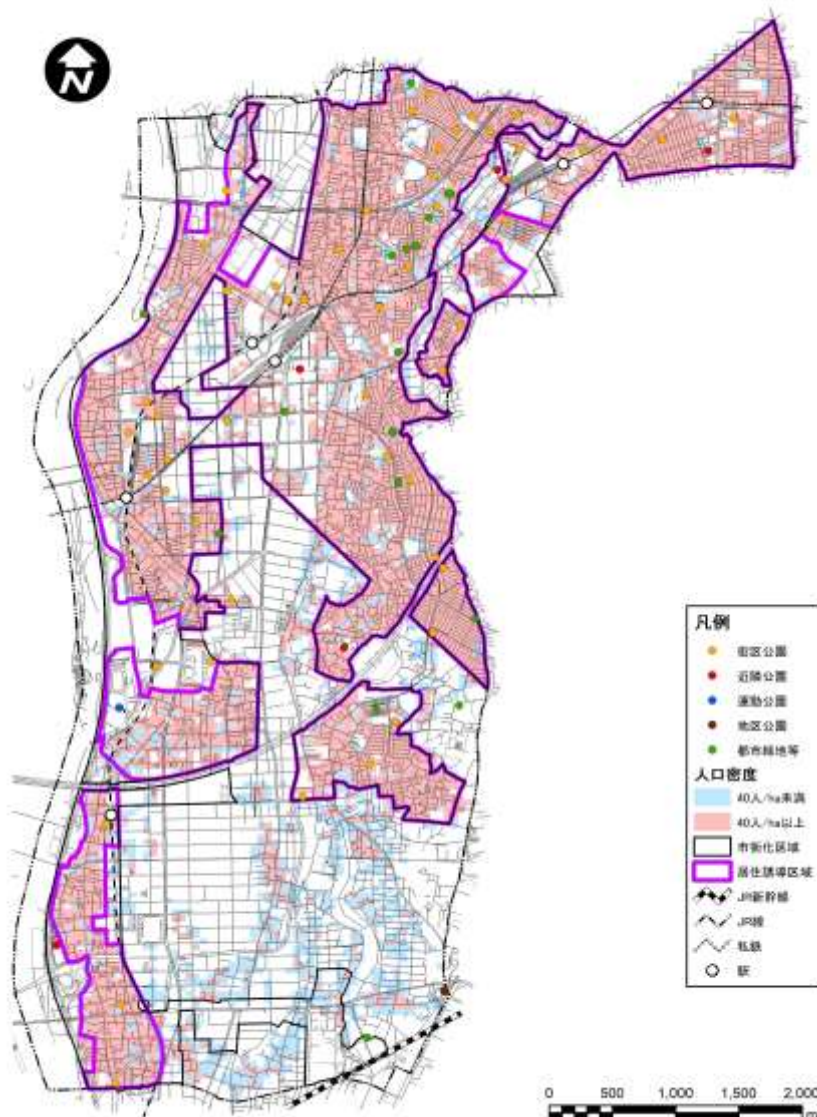 N
凡例
街区公園
近隣公園
運動公園
地区公園
都市緑地等
人口密度
40人/ha未満
40人/ha以上
市街化区域
居住誘導区域
JR新幹線
JR線
私鉄
駅
0 500 1,000 1,500 2,000